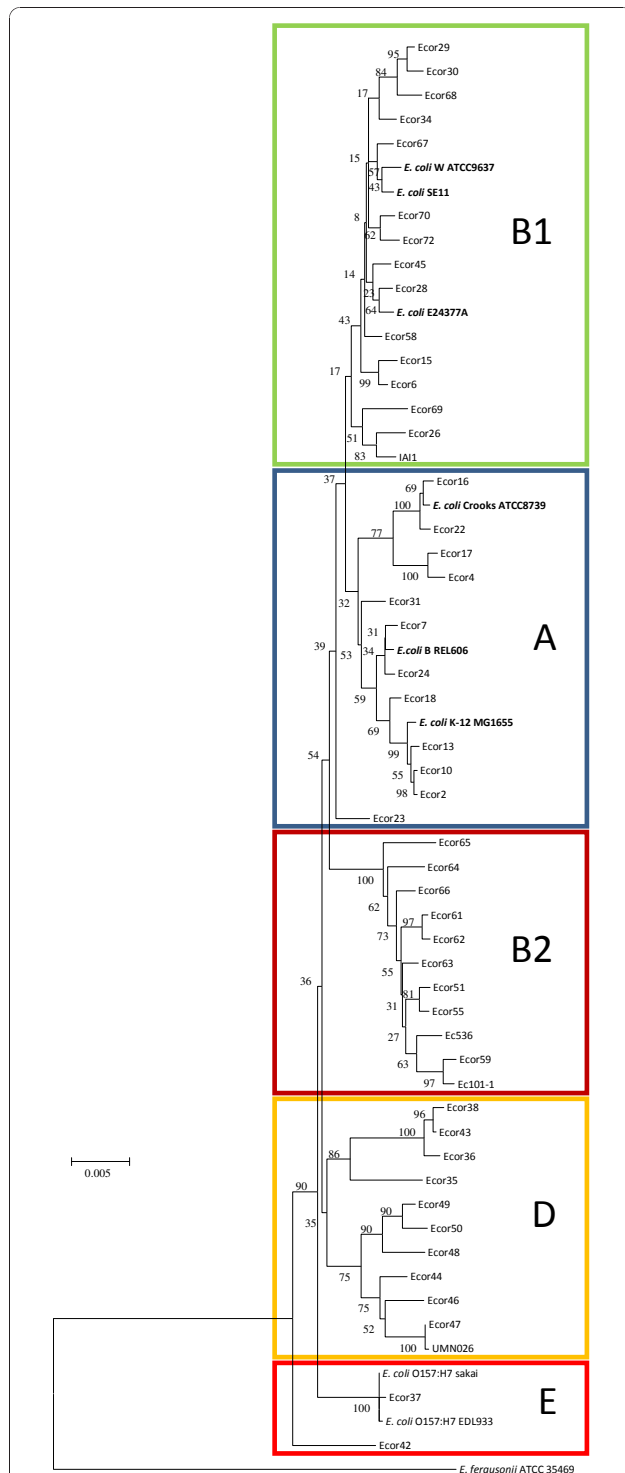 Ecor29
95
Ecor30
84
Ecor68
17
Ecor34
Ecor67
15
E. coli W ATCC9637
57
43
E. coli SE11
Ecor70
8
62
Ecor72
B1
Ecor45
14
Ecor28
23
64
E. coli E24377A
43
Ecor58
Ecor15
17
99
Ecor6
Ecor69
51
Ecor26
83
IAI1
37
Ecor16
69
E. coli Crooks ATCC8739
100
Ecor22
77
Ecor17
100
Ecor4
32
Ecor31
31
Ecor7
A
39
53
34
E.coli B REL606
Ecor24
59
Ecor18
69
E. coli K-12 MG1655
99
Ecor13
54
55
Ecor10
98
Ecor2
Ecor23
Ecor65
100
Ecor64
62
Ecor66
97
Ecor61
73
Ecor62
B2
55
Ecor63
36
81
Ecor51
31
Ecor55
27
Ec536
63
Ecor59
97
Ec101-1
Ecor38
96
100
Ecor43
Ecor36
0.005
86
Ecor35
90
35
90
Ecor49
90
Ecor50
D
Ecor48
75
Ecor44
75
Ecor46
52
Ecor47
100
UMN026
E. coli O157:H7 sakai
Ecor37
100
E
E. coli O157:H7 EDL933
Ecor42
E. fergusonii ATCC 35469